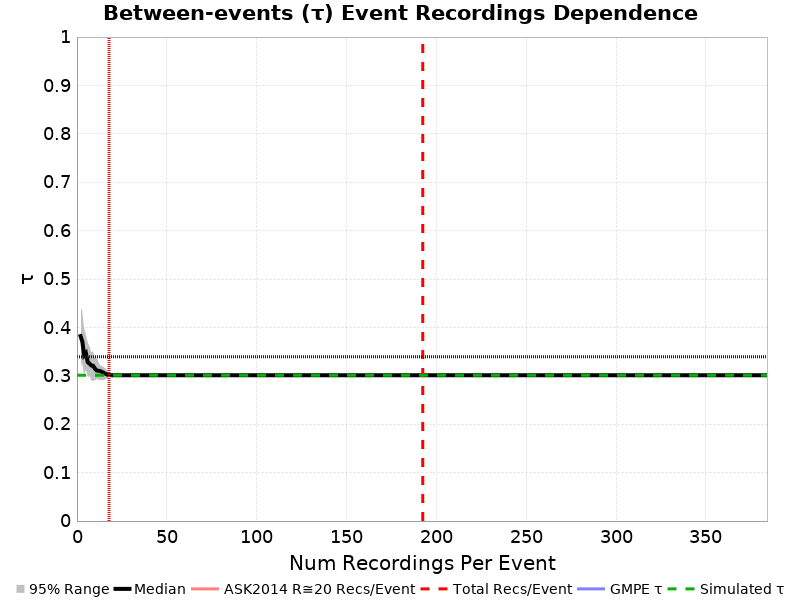 Between-events (τ) Event Recordings Dependence
1
0.9
0.8
0.7
0.6
0.5
0.4
0.3
0.2
0.1
0
τ
0 50 100 150 200 250 300 350
Num Recordings Per Event
95% Range Median ASK2014 R≅20 Recs/Event Total Recs/Event GMPE τ Simulated τ